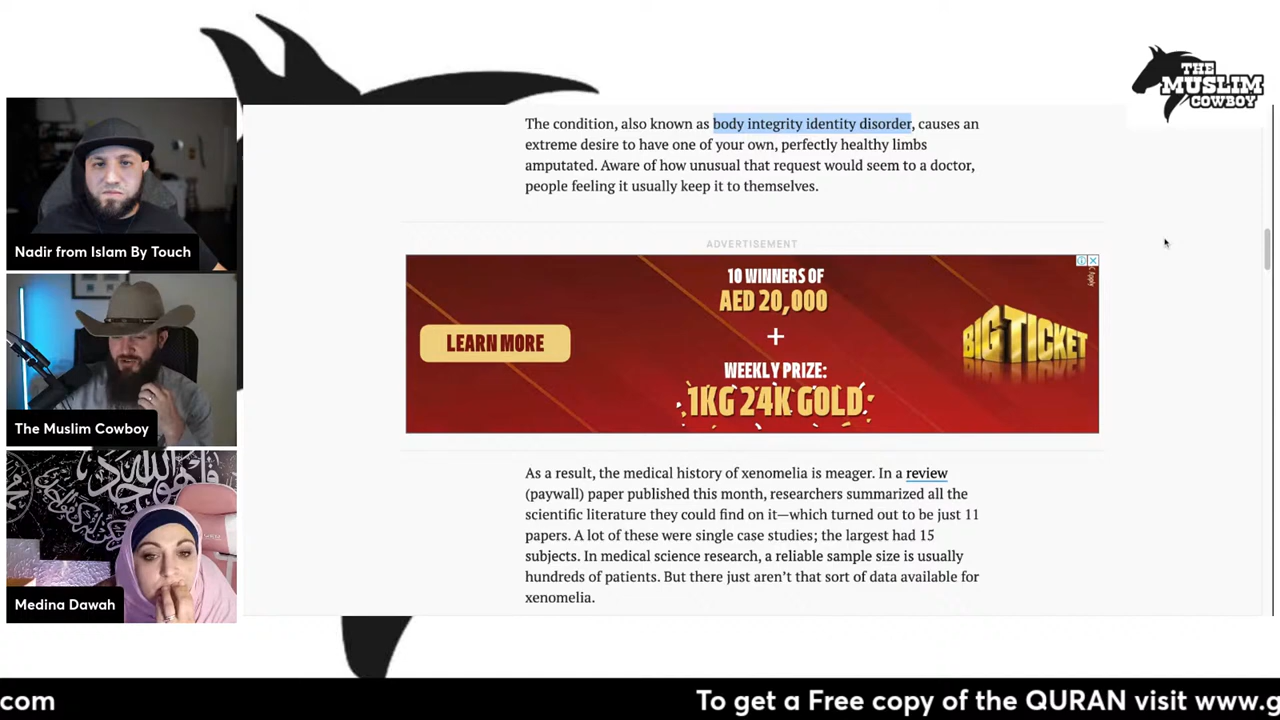 THE
MUSLIM
COWBOY
The condition, also known as body integrity identity disorder, causes an
extreme desire to have one of your own, perfectly healthy limbs
amputated. Aware of how unusual that request would seem to a doctor,
people feeling it usually keep it to themselves.
Nadir from Islam By Touch
ADVERTISEMENT
10 WINNERS OF
AED 20,000
+
WEEKLY PRIZE:
1KG 24K GOLD
LEARN MORE
BIG TICKET
The Muslim Cowboy
As a result, the medical history of xenomelia is meager. In a review
(paywall) paper published this month, researchers summarized all the
scientific literature they could find on it—which turned out to be just 11
papers. A lot of these were single case studies; the largest had 15
subjects. In medical science research, a reliable sample size is usually
hundreds of patients. But there just aren't that sort of data available for
xenomelia.
Medina Dawah
com
To get a Free copy of the QURAN visit www.g